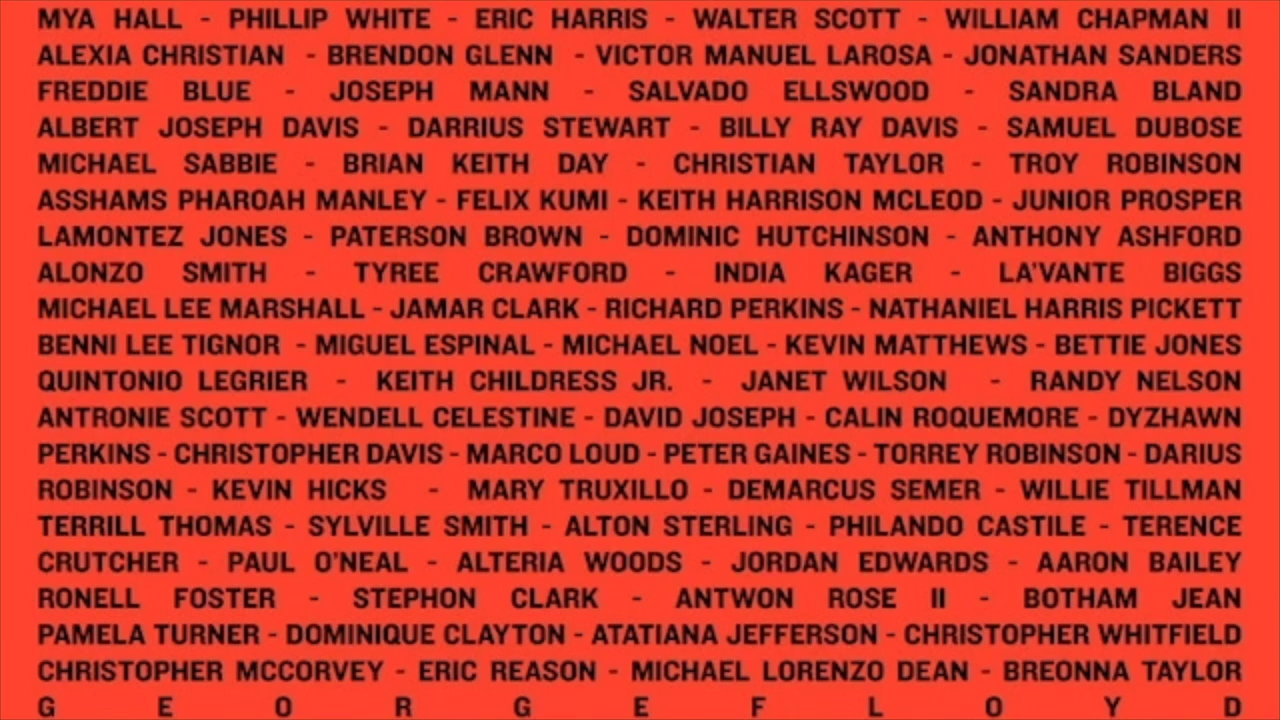 MYA HALL - PHILLIP WHITE - ERIC HARRIS - WALTER SCOTT - WILLIAM CHAPMAN II
ALEXIA CHRISTIAN - BRENDON GLENN - VICTOR MANUEL LAROSA - JONATHAN SANDERS
FREDDIE BLUE - JOSEPH MANN - SALVADO ELLSWOOD - SANDRA BLAND
ALBERT JOSEPH DAVIS - DARRIUS STEWART - BILLY RAY DAVIS - SAMUEL DUBOSE
MICHAEL SABBIE - BRIAN KEITH DAY - CHRISTIAN TAYLOR - TROY ROBINSON
ASSHAMS PHAROAH MANLEY - FELIX KUMI - KEITH HARRISON MCLEOD - JUNIOR PROSPER
LAMONTEZ JONES - PATERSON BROWN - DOMINIC HUTCHINSON - ANTHONY ASHFORD
ALONZO SMITH - TYREE CRAWFORD - INDIA KAGER - LA'VANTE BIGGS
MICHAEL LEE MARSHALL - JAMAR CLARK - RICHARD PERKINS - NATHANIEL HARRIS PICKETT
BENNI LEE TIGNOR - MIGUEL ESPINAL - MICHAEL NOEL - KEVIN MATTHEWS - BETTIE JONES
QUINTONIO LEGRIER - KEITH CHILDRESS JR. - JANET WILSON - RANDY NELSON
ANTRONIE SCOTT - WENDELL CELESTINE - DAVID JOSEPH - CALIN ROQUEMORE - DYZHAWN
PERKINS - CHRISTOPHER DAVIS - MARCO LOUD - PETER GAINES - TORREY ROBINSON - DARIUS
ROBINSON - KEVIN HICKS - MARY TRUXILLO - DEMARCUS SEMER - WILLIE TILLMAN
TERRILL THOMAS - SYLVILLE SMITH - ALTON STERLING - PHILANDO CASTILE - TERENCE
CRUTCHER - PAUL O'NEAL - ALTERIA WOODS - JORDAN EDWARDS - AARON BAILEY
RONELL FOSTER - STEPHON CLARK - ANTWON ROSE II - BOTHAM JEAN
PAMELA TURNER - DOMINIQUE CLAYTON - ATATIANA JEFFERSON - CHRISTOPHER WHITFIELD
CHRISTOPHER MCCORVEY - ERIC REASON - MICHAEL LORENZO DEAN - BREONNA TAYLOR
G E O R G E F L O Y D